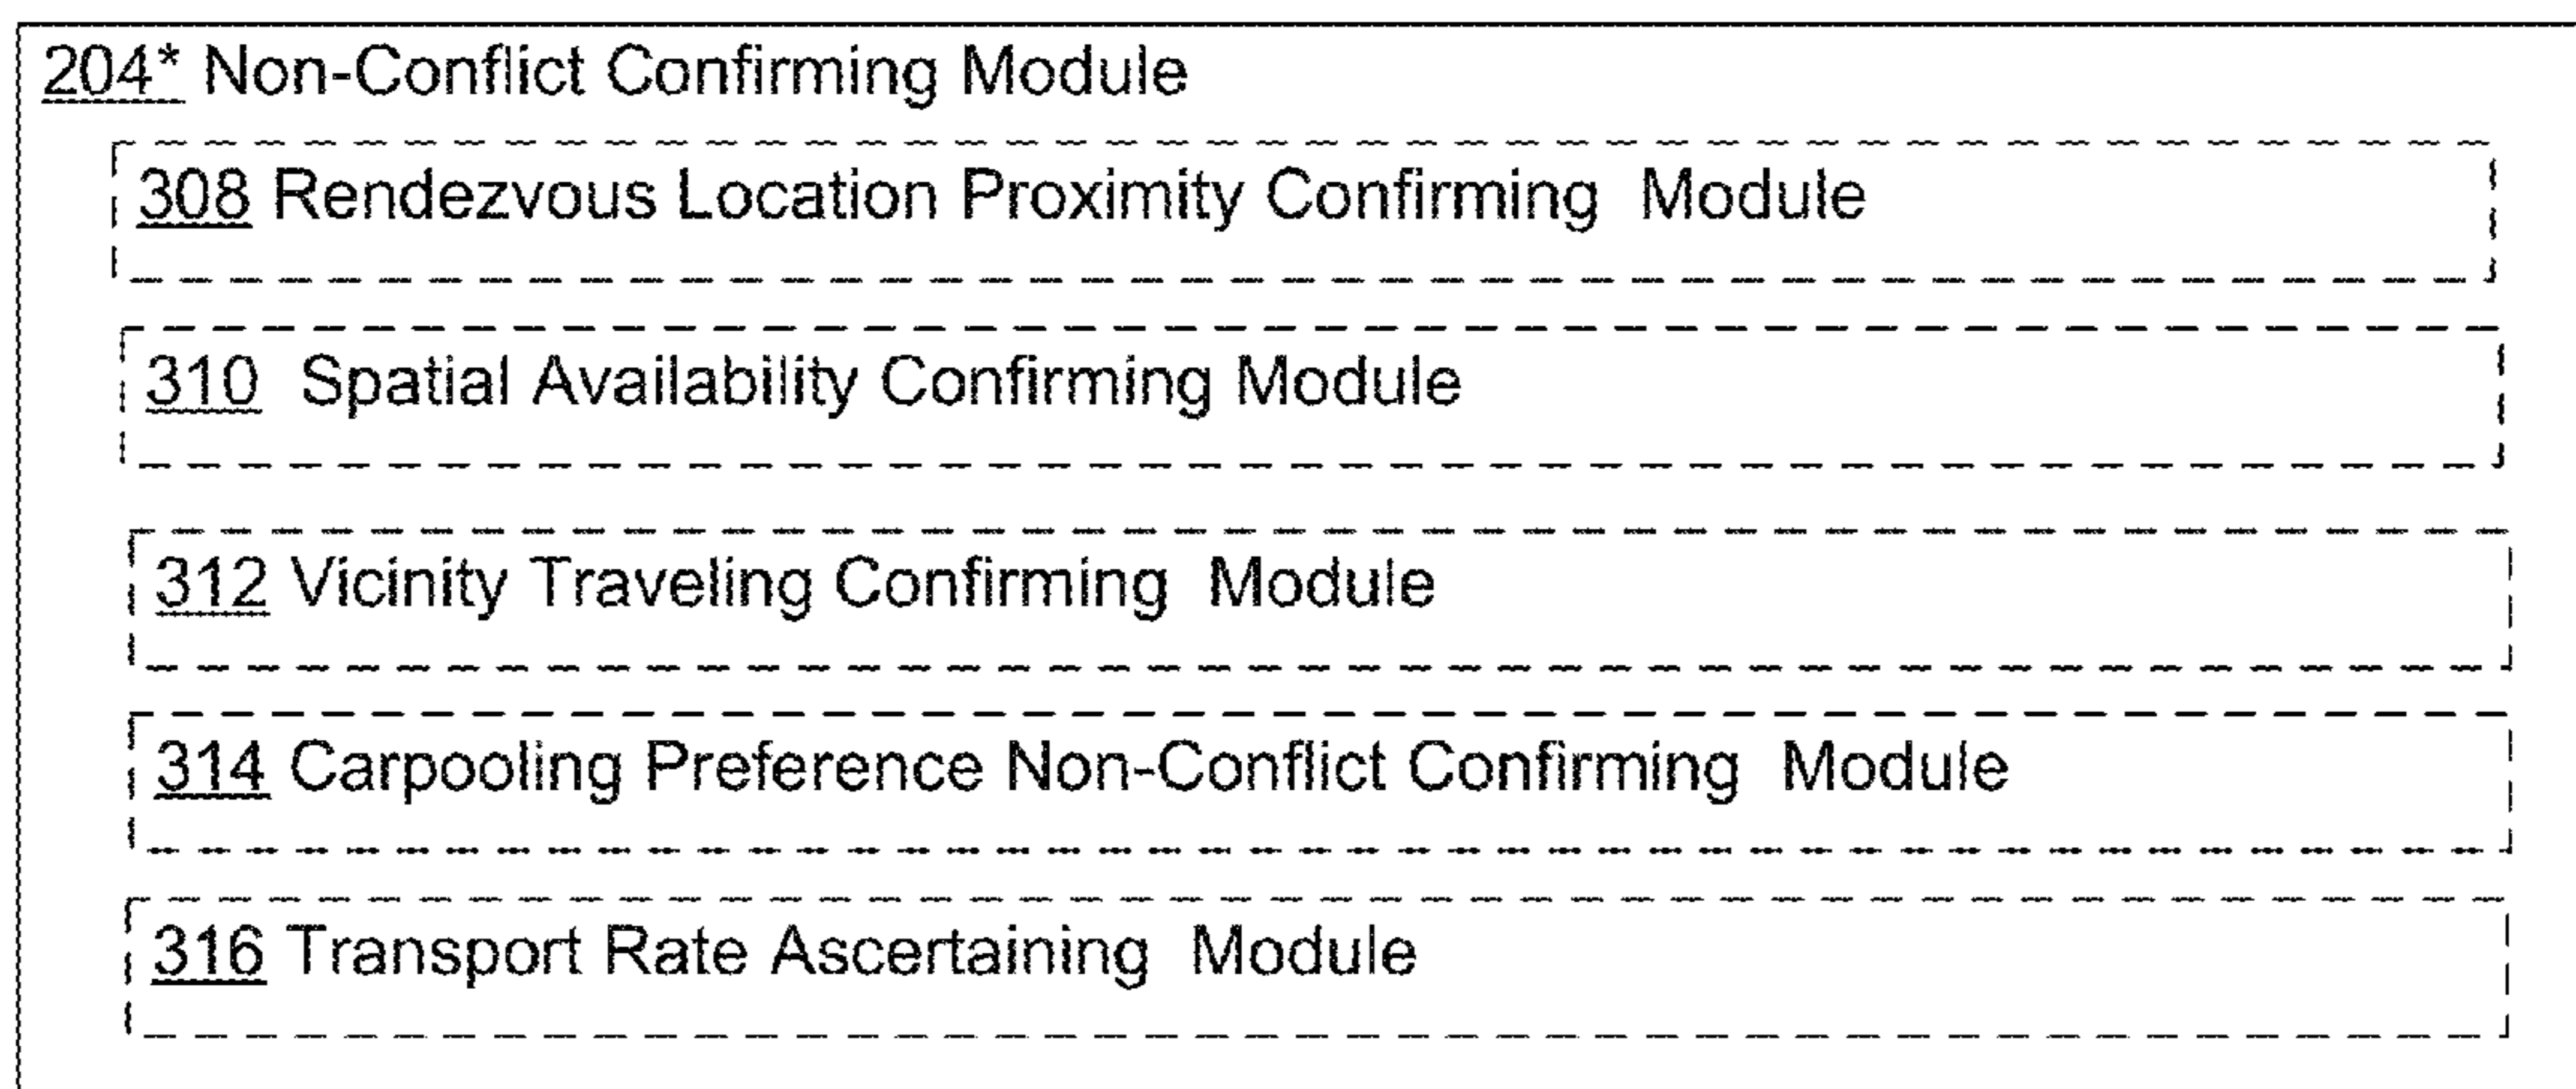 204* Non-Conflict Confirming Module
308 Rendezvous Location Proximity Confirming Module
310 Spatial Availability Confirming Module
312 Vicinity Traveling Confirming Module
314 Carpooling Preference Non-Conflict Confirming Module
316 Transport Rate Ascertaining Module